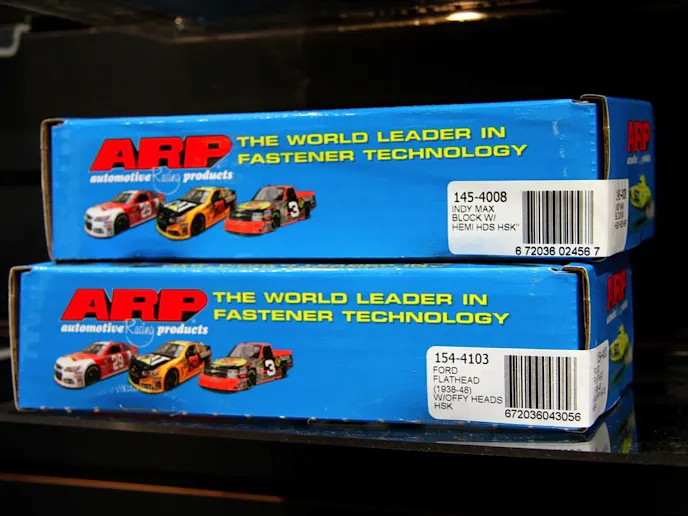 ARP
automotive Racing products
THE WORLD LEADER IN
FASTENER TECHNOLOGY
145-4008
INDY MAX
BLOCK W/
HEMI HDS HSK"
6 72036 02456 7
ARP
automotive Racing products
THE WORLD LEADER IN
FASTENER TECHNOLOGY
154-4103
FORD
FLATHEAD
(1938-48)
W/OFFY HEADS
HSK
672036043056